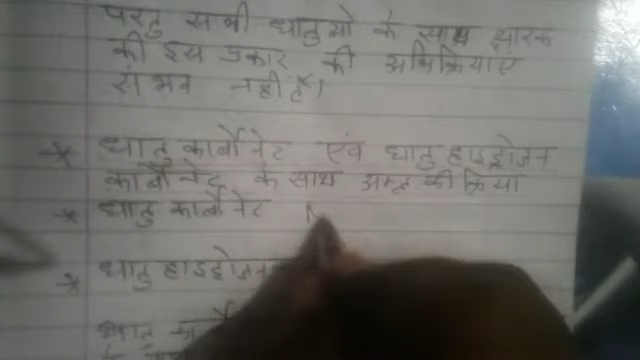 परंतु सभी धातुयो के साथ क्षारक
की इस प्रकार की अभिक्रियाए
संभव नही है।
* धातु कार्बोनेट एवं धातु हाइड्रोजन
कार्बोनेट के साथ अम्ल की क्रिया
* धातु कार्बोनेट N
* धातु हाइड्रोजन
धातु